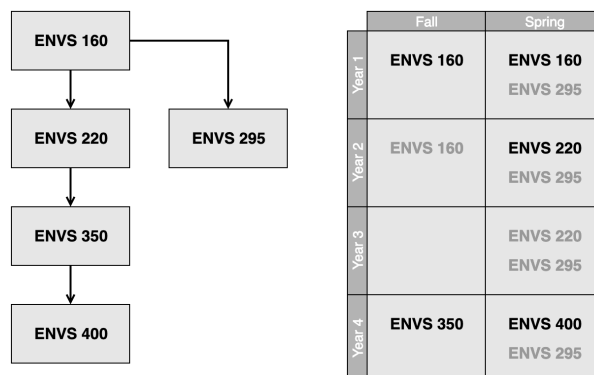 ENVS 160
ENVS 220
ENVS 295
ENVS 350
ENVS 400
Fall
Spring
Year 1
ENVS 160
ENVS 160
ENVS 295
Year 2
ENVS 160
ENVS 220
ENVS 295
Year 3
ENVS 220
ENVS 295
Year 4
ENVS 350
ENVS 400
ENVS 295